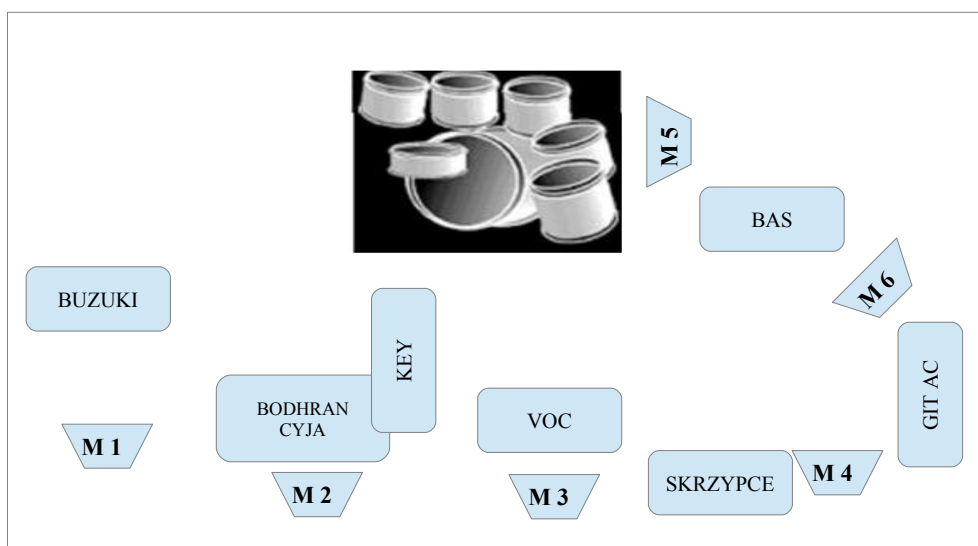 M 5
BAS
M 6
BUZUKI
KEY
GIT AC
BODHRAN
CYJA
VOC
M 1
M 4
SKRZYPCE
M 2
M 3